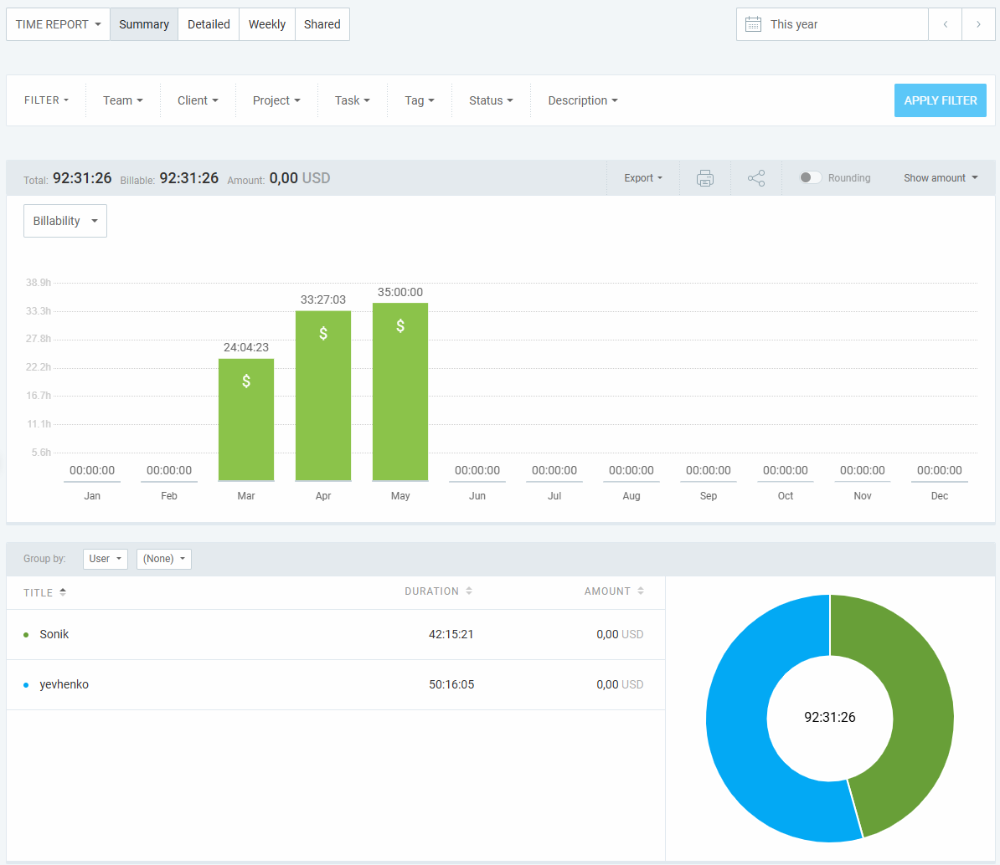 TIME REPORT Summary Detailed Weekly Shared This year
FILTER Team Client Project Task Tag Status Description APPLY FILTER
Total: 92:31:26 Billable: 92:31:26 Amount: 0,00 USD Export Rounding Show amount
Billability
38.9h
35:00:00
33:27:03
33.3h
$
$
27.8h
24:04:23
22.2h
$
16.7h
11.1h
5.6h
00:00:00 00:00:00 00:00:00 00:00:00 00:00:00 00:00:00 00:00:00 00:00:00 00:00:00
Jan Feb Mar Apr May Jun Jul Aug Sep Oct Nov Dec
Group by: User (None)
TITLE DURATION AMOUNT
Sonik 42:15:21 0,00 USD
yevhenko 50:16:05 0,00 USD
92:31:26